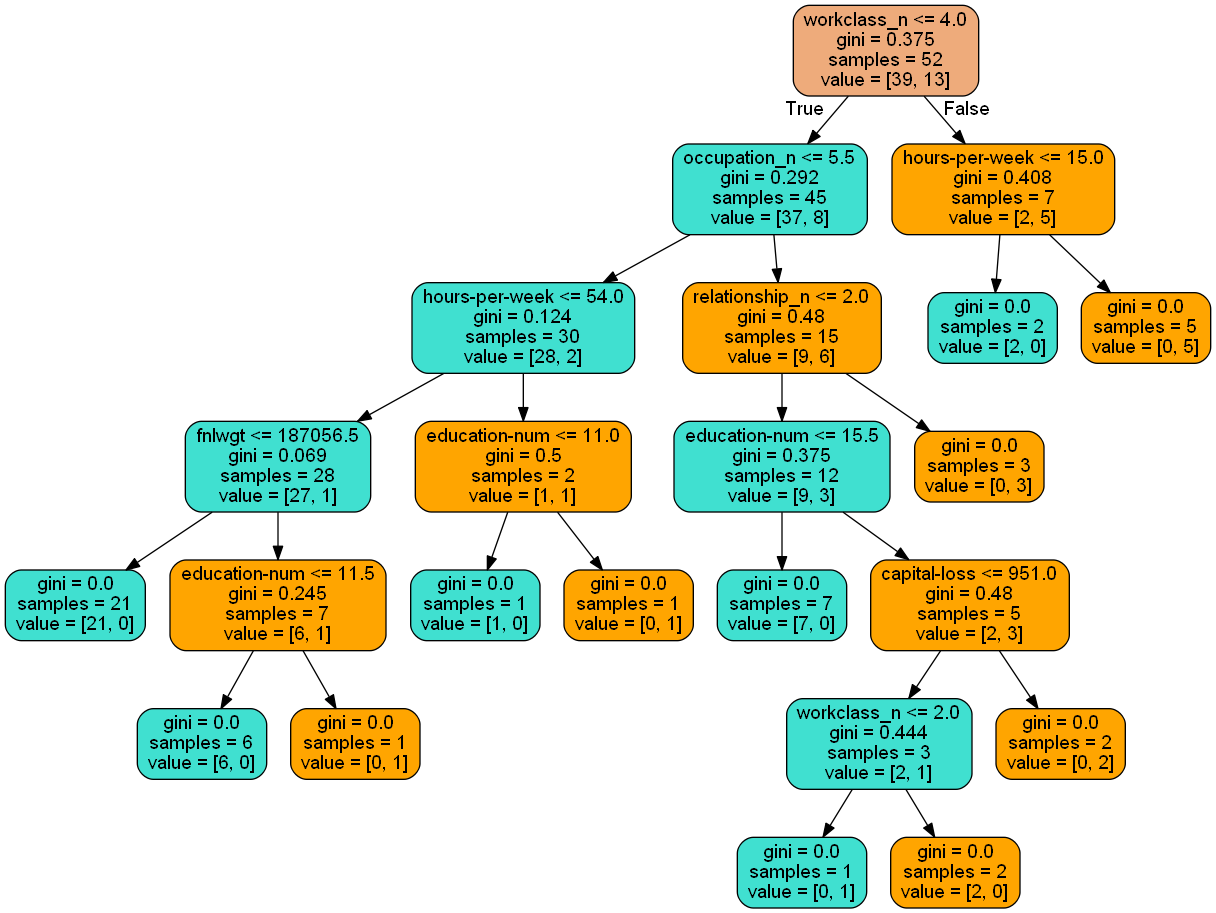 workclass_n <= 4.0
gini = 0.375
samples = 52
value = [39, 13]
True
False
occupation_n <= 5.5
gini = 0.292
samples = 45
value = [37, 8]
hours-per-week <= 15.0
gini = 0.408
samples = 7
value = [2, 5]
hours-per-week <= 54.0
gini = 0.124
samples = 30
value = [28, 2]
relationship_n <= 2.0
gini = 0.48
samples = 15
value = [9, 6]
gini = 0.0
samples = 2
value = [2, 0]
gini = 0.0
samples = 5
value = [0, 5]
fnlwgt <= 187056.5
gini = 0.069
samples = 28
value = [27, 1]
education-num <= 11.0
gini = 0.5
samples = 2
value = [1, 1]
education-num <= 15.5
gini = 0.375
samples = 12
value = [9, 3]
gini = 0.0
samples = 3
value = [0, 3]
gini = 0.0
samples = 21
value = [21, 0]
education-num <= 11.5
gini = 0.245
samples = 7
value = [6, 1]
gini = 0.0
samples = 1
value = [1, 0]
gini = 0.0
samples = 1
value = [0, 1]
gini = 0.0
samples = 7
value = [7, 0]
capital-loss <= 951.0
gini = 0.48
samples = 5
value = [2, 3]
gini = 0.0
samples = 6
value = [6, 0]
gini = 0.0
samples = 1
value = [0, 1]
workclass_n <= 2.0
gini = 0.444
samples = 3
value = [2, 1]
gini = 0.0
samples = 2
value = [0, 2]
gini = 0.0
samples = 1
value = [0, 1]
gini = 0.0
samples = 2
value = [2, 0]